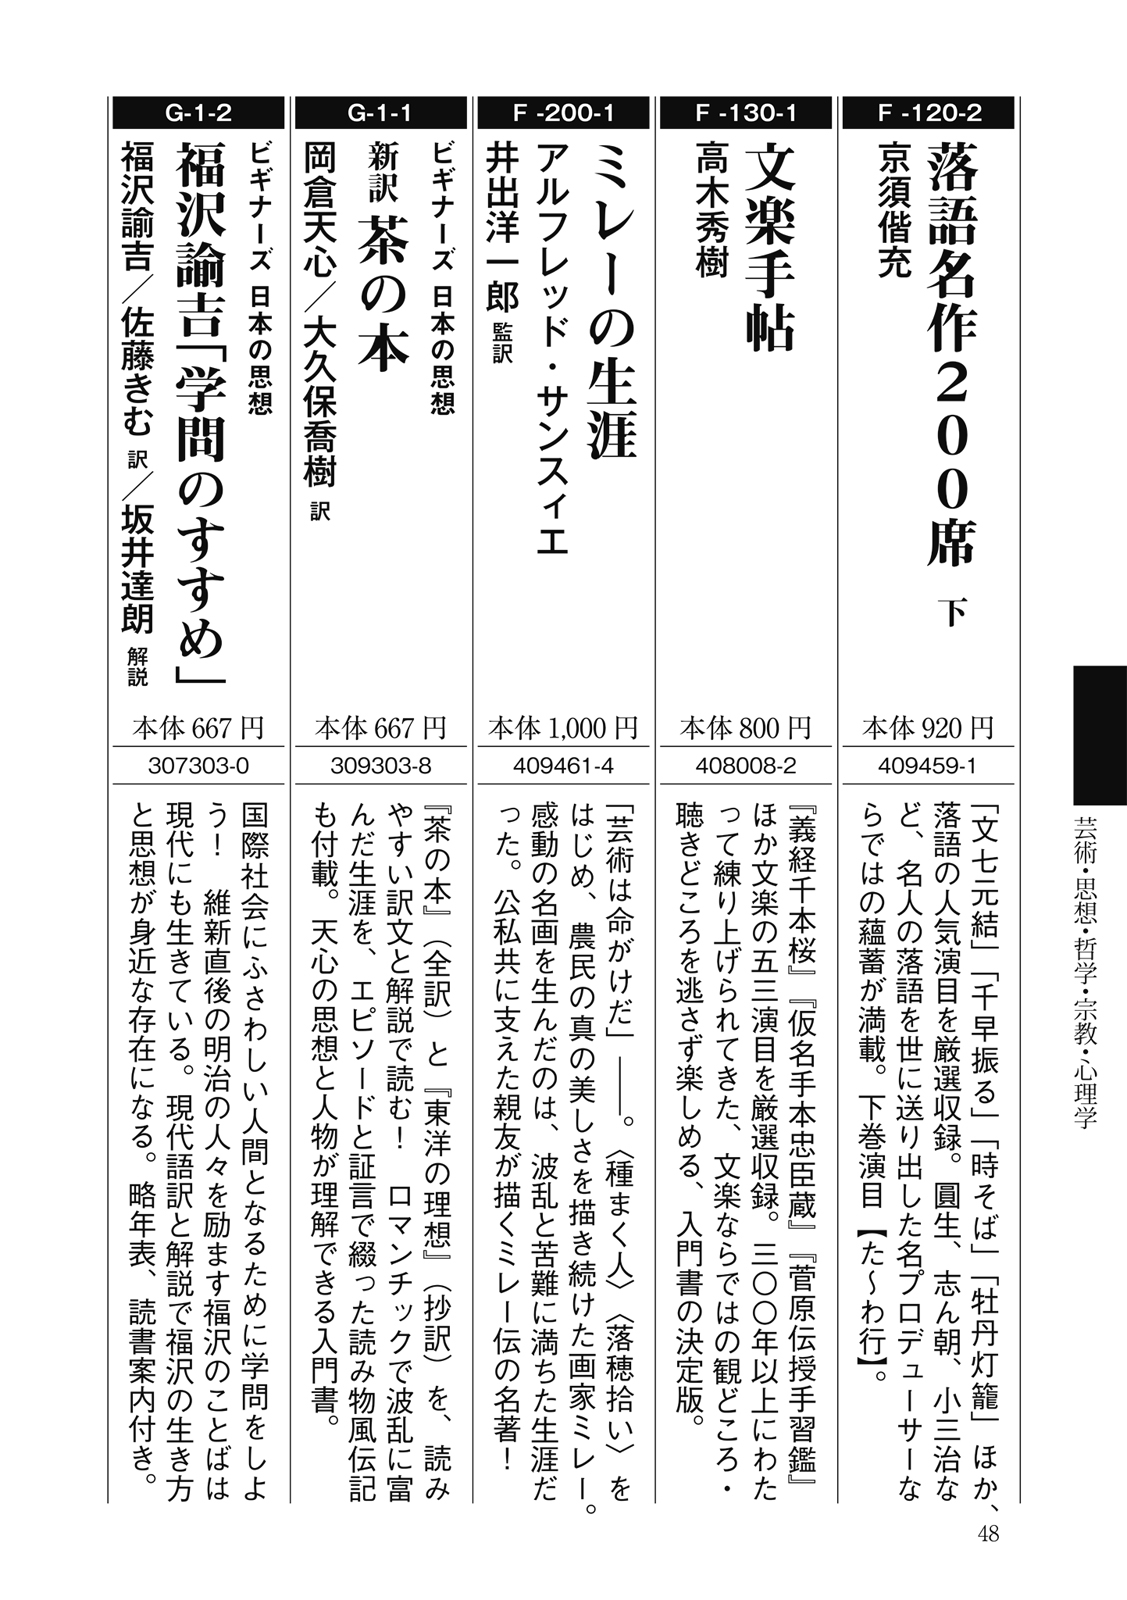 F -120-2
落語名作200席 下
京須偕充
本体 920 円
409459-1
「文七元結」「千早振る」「時そば」「牡丹灯籠」ほか、
落語の人気演目を厳選収録。圓生、志ん朝、小三治な
ど、名人の落語を世に送り出した名プロデューサーな
らではの蘊蓄が満載。下巻演目【た〜わ行】。
F -130-1
文楽手帖
高木秀樹
本体 800 円
408008-2
『義経千本桜』『仮名手本忠臣蔵』『菅原伝授手習鑑』
ほか文楽の五三演目を厳選収録。三〇〇年以上にわた
って練り上げられてきた、文楽ならではの観どころ・
聴きどころを逃さず楽しめる、入門書の決定版。
F -200-1
ミレーの生涯
アルフレッド・サンスィエ
井出洋一郎 監訳
本体 1,000 円
409461-4
「芸術は命がけだ」――。〈種まく人〉〈落穂拾い〉を
はじめ、農民の真の美しさを描き続けた画家ミレー。
感動の名画を生んだのは、波乱と苦難に満ちた生涯だ
った。公私共に支えた親友が描くミレー伝の名著！
G-1-1
ビギナーズ 日本の思想
新訳 茶の本
岡倉天心／大久保喬樹 訳
本体 667 円
309303-8
『茶の本』（全訳）と『東洋の理想』（抄訳）を、読み
やすい訳文と解説で読む！ ロマンチックで波乱に富
んだ生涯を、エピソードと証言で綴った読み物風伝記
も付載。天心の思想と人物が理解できる入門書。
G-1-2
ビギナーズ 日本の思想
福沢諭吉「学問のすすめ」
福沢諭吉／佐藤きむ 訳／坂井達朗 解説
本体 667 円
307303-0
国際社会にふさわしい人間となるために学問をしよ
う！ 維新直後の明治の人々を励ます福沢のことばは
現代にも生きている。現代語訳と解説で福沢の生き方
と思想が身近な存在になる。略年表、読書案内付き。
芸術・思想・哲学・宗教・心理学
48